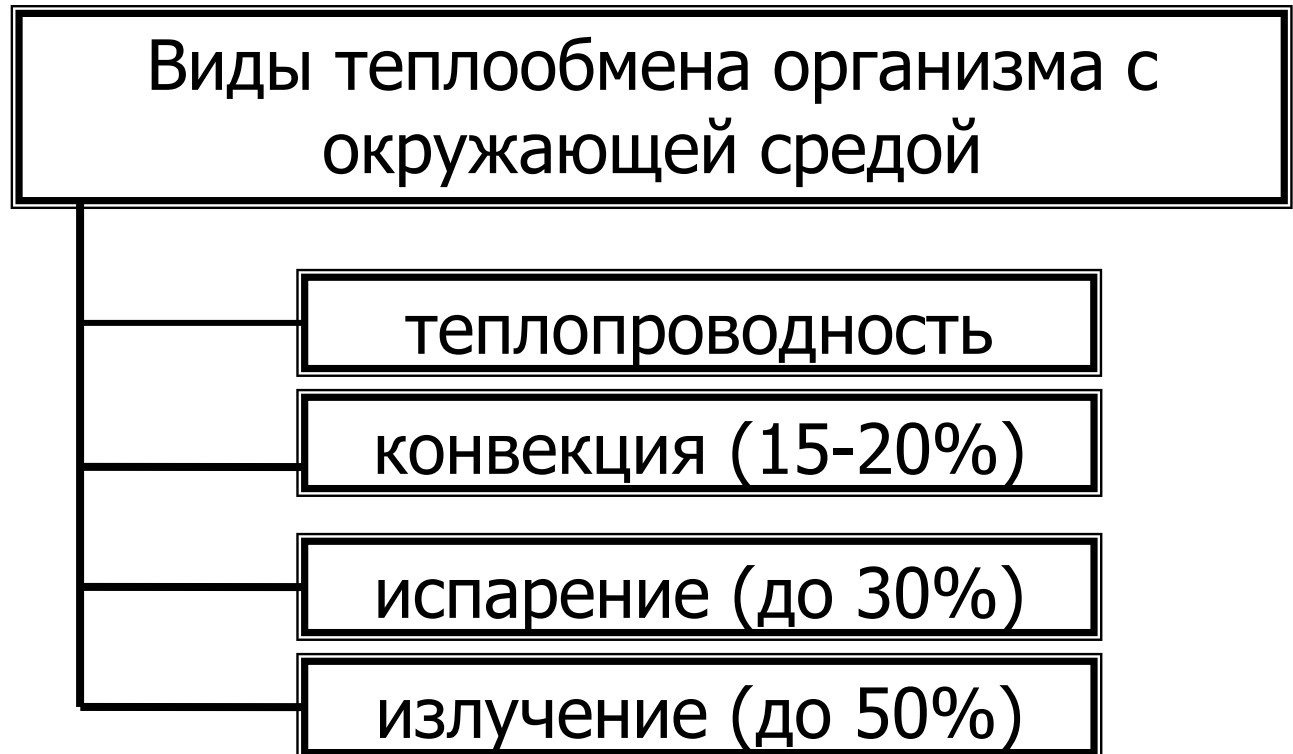 Виды теплообмена организма с
окружающей средой
теплопроводность
конвекция (15-20%)
испарение (до 30%)
излучение (до 50%)